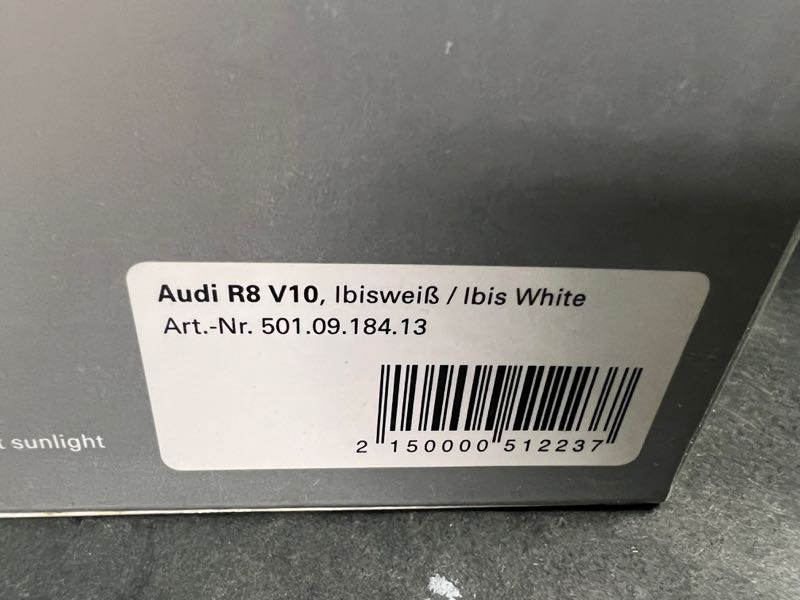 Audi R8 V10, Ibisweiß / Ibis White
Art.-Nr. 501.09.184.13
2 150000 512237
sunlight